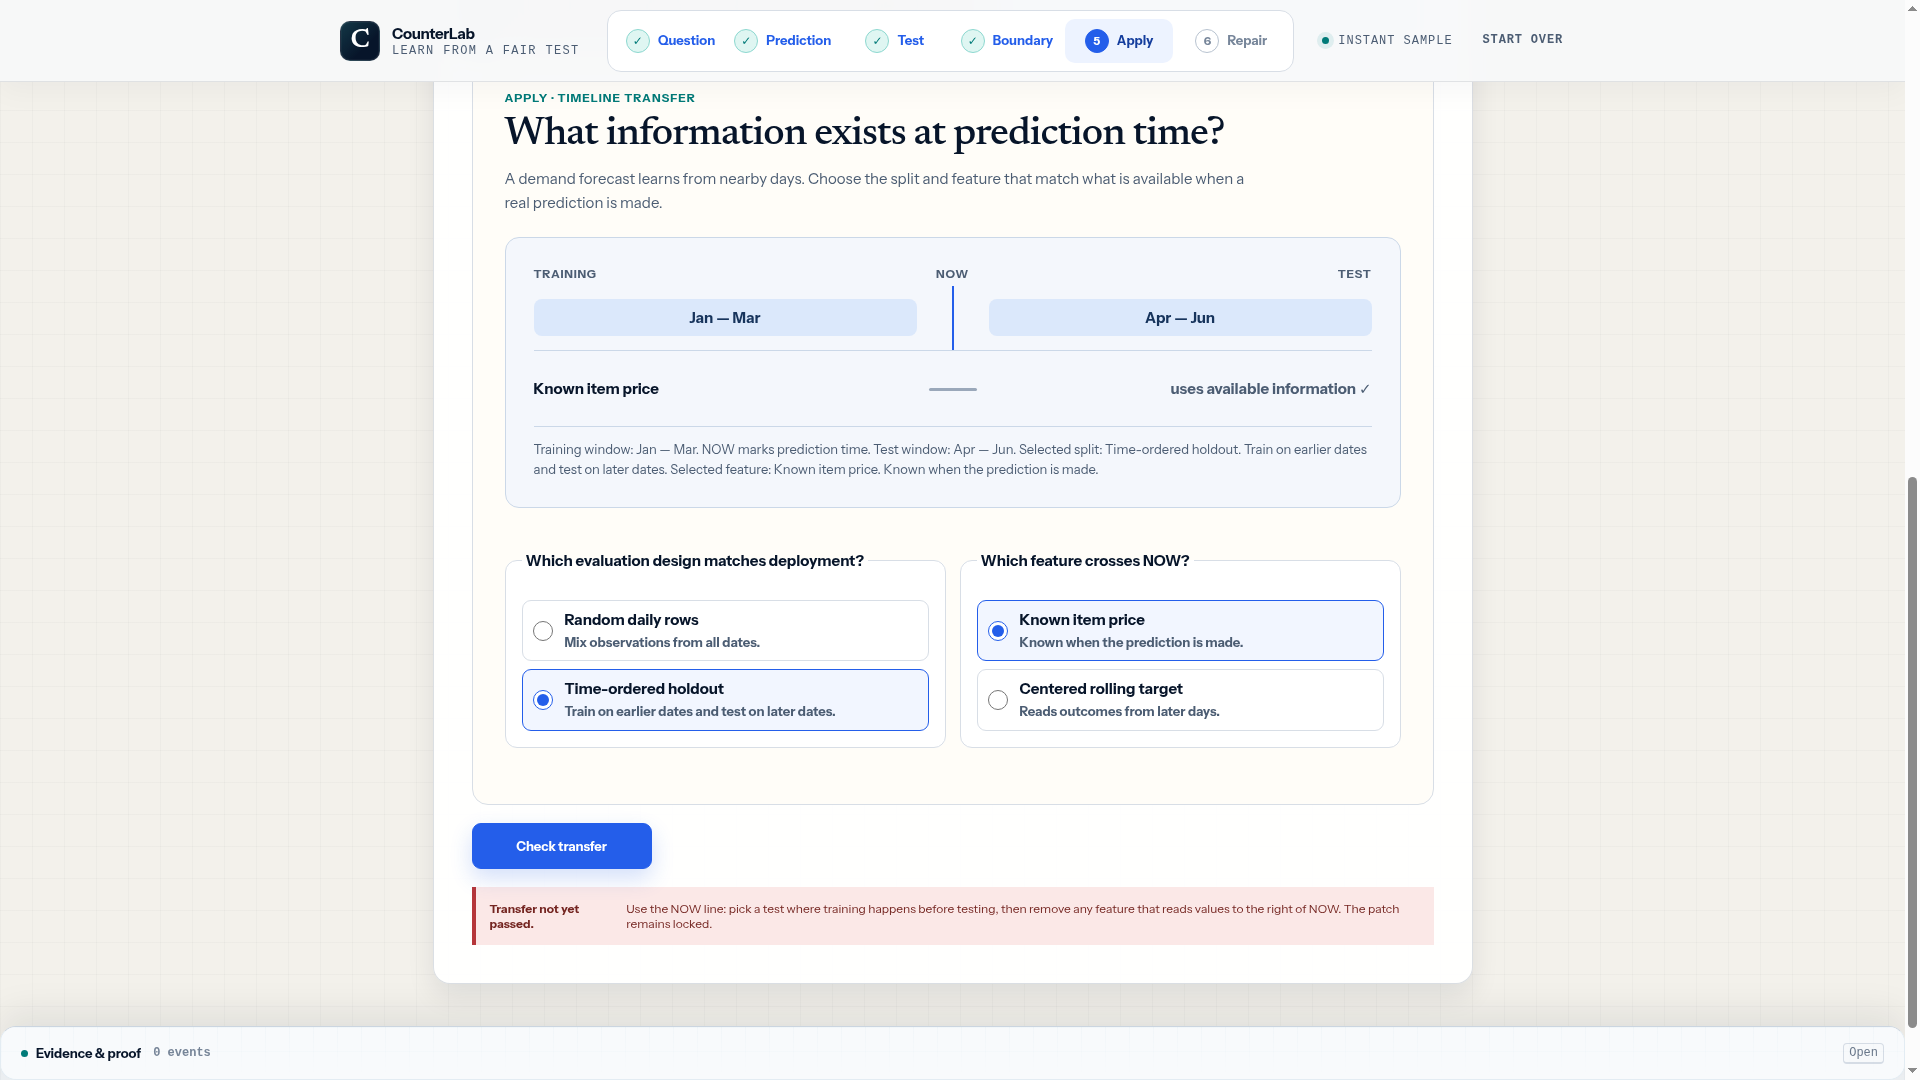 C
CounterLab
LEARN FROM A FAIR TEST
✓ Question
✓ Prediction
✓ Test
✓ Boundary
5 Apply
6 Repair
INSTANT SAMPLE
START OVER
APPLY · TIMELINE TRANSFER
What information exists at prediction time?
A demand forecast learns from nearby days. Choose the split and feature that match what is available when a
real prediction is made.
TRAINING
NOW
TEST
Jan — Mar
Apr — Jun
Known item price
uses available information ✓
Training window: Jan — Mar. NOW marks prediction time. Test window: Apr — Jun. Selected split: Time-ordered holdout. Train on earlier dates
and test on later dates. Selected feature: Known item price. Known when the prediction is made.
Which evaluation design matches deployment?
Random daily rows
Mix observations from all dates.
Time-ordered holdout
Train on earlier dates and test on later dates.
Which feature crosses NOW?
Known item price
Known when the prediction is made.
Centered rolling target
Reads outcomes from later days.
Check transfer
Transfer not yet
passed.
Use the NOW line: pick a test where training happens before testing, then remove any feature that reads values to the right of NOW. The patch
remains locked.
Evidence & proof
0 events
Open